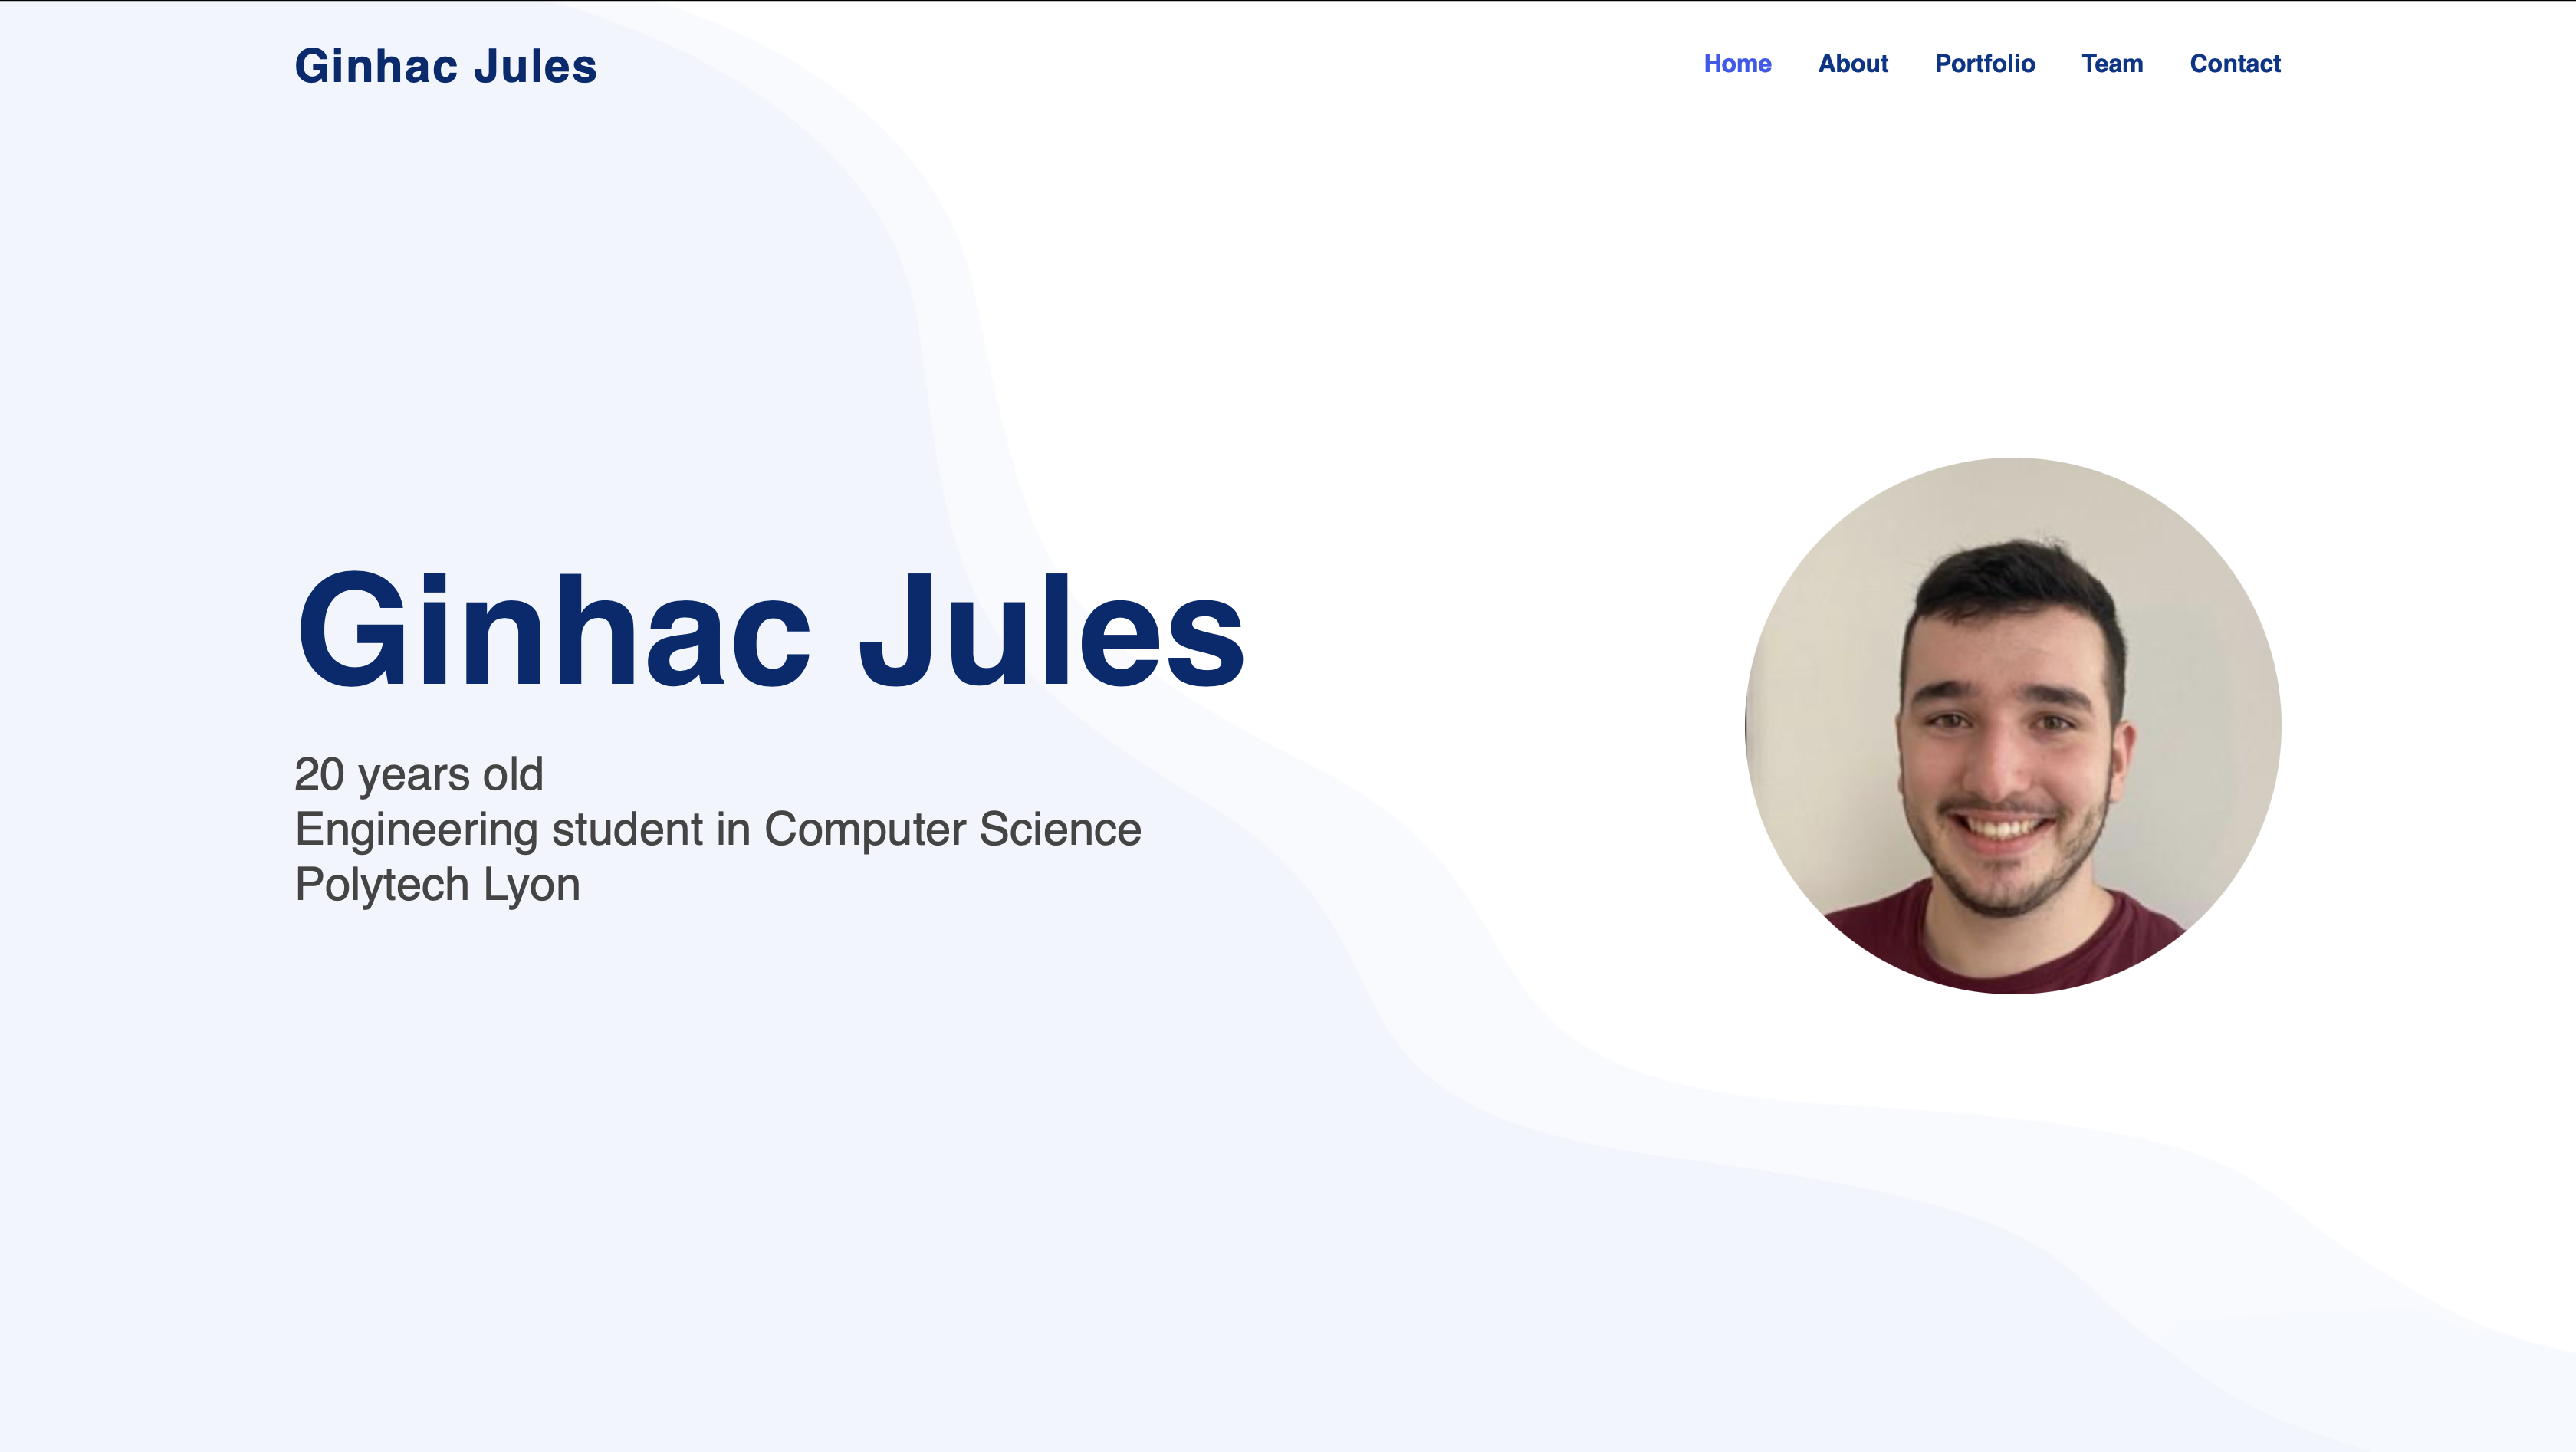 Ginhac Jules
Home About Portfolio Team Contact
Ginhac Jules
20 years old
Engineering student in Computer Science
Polytech Lyon